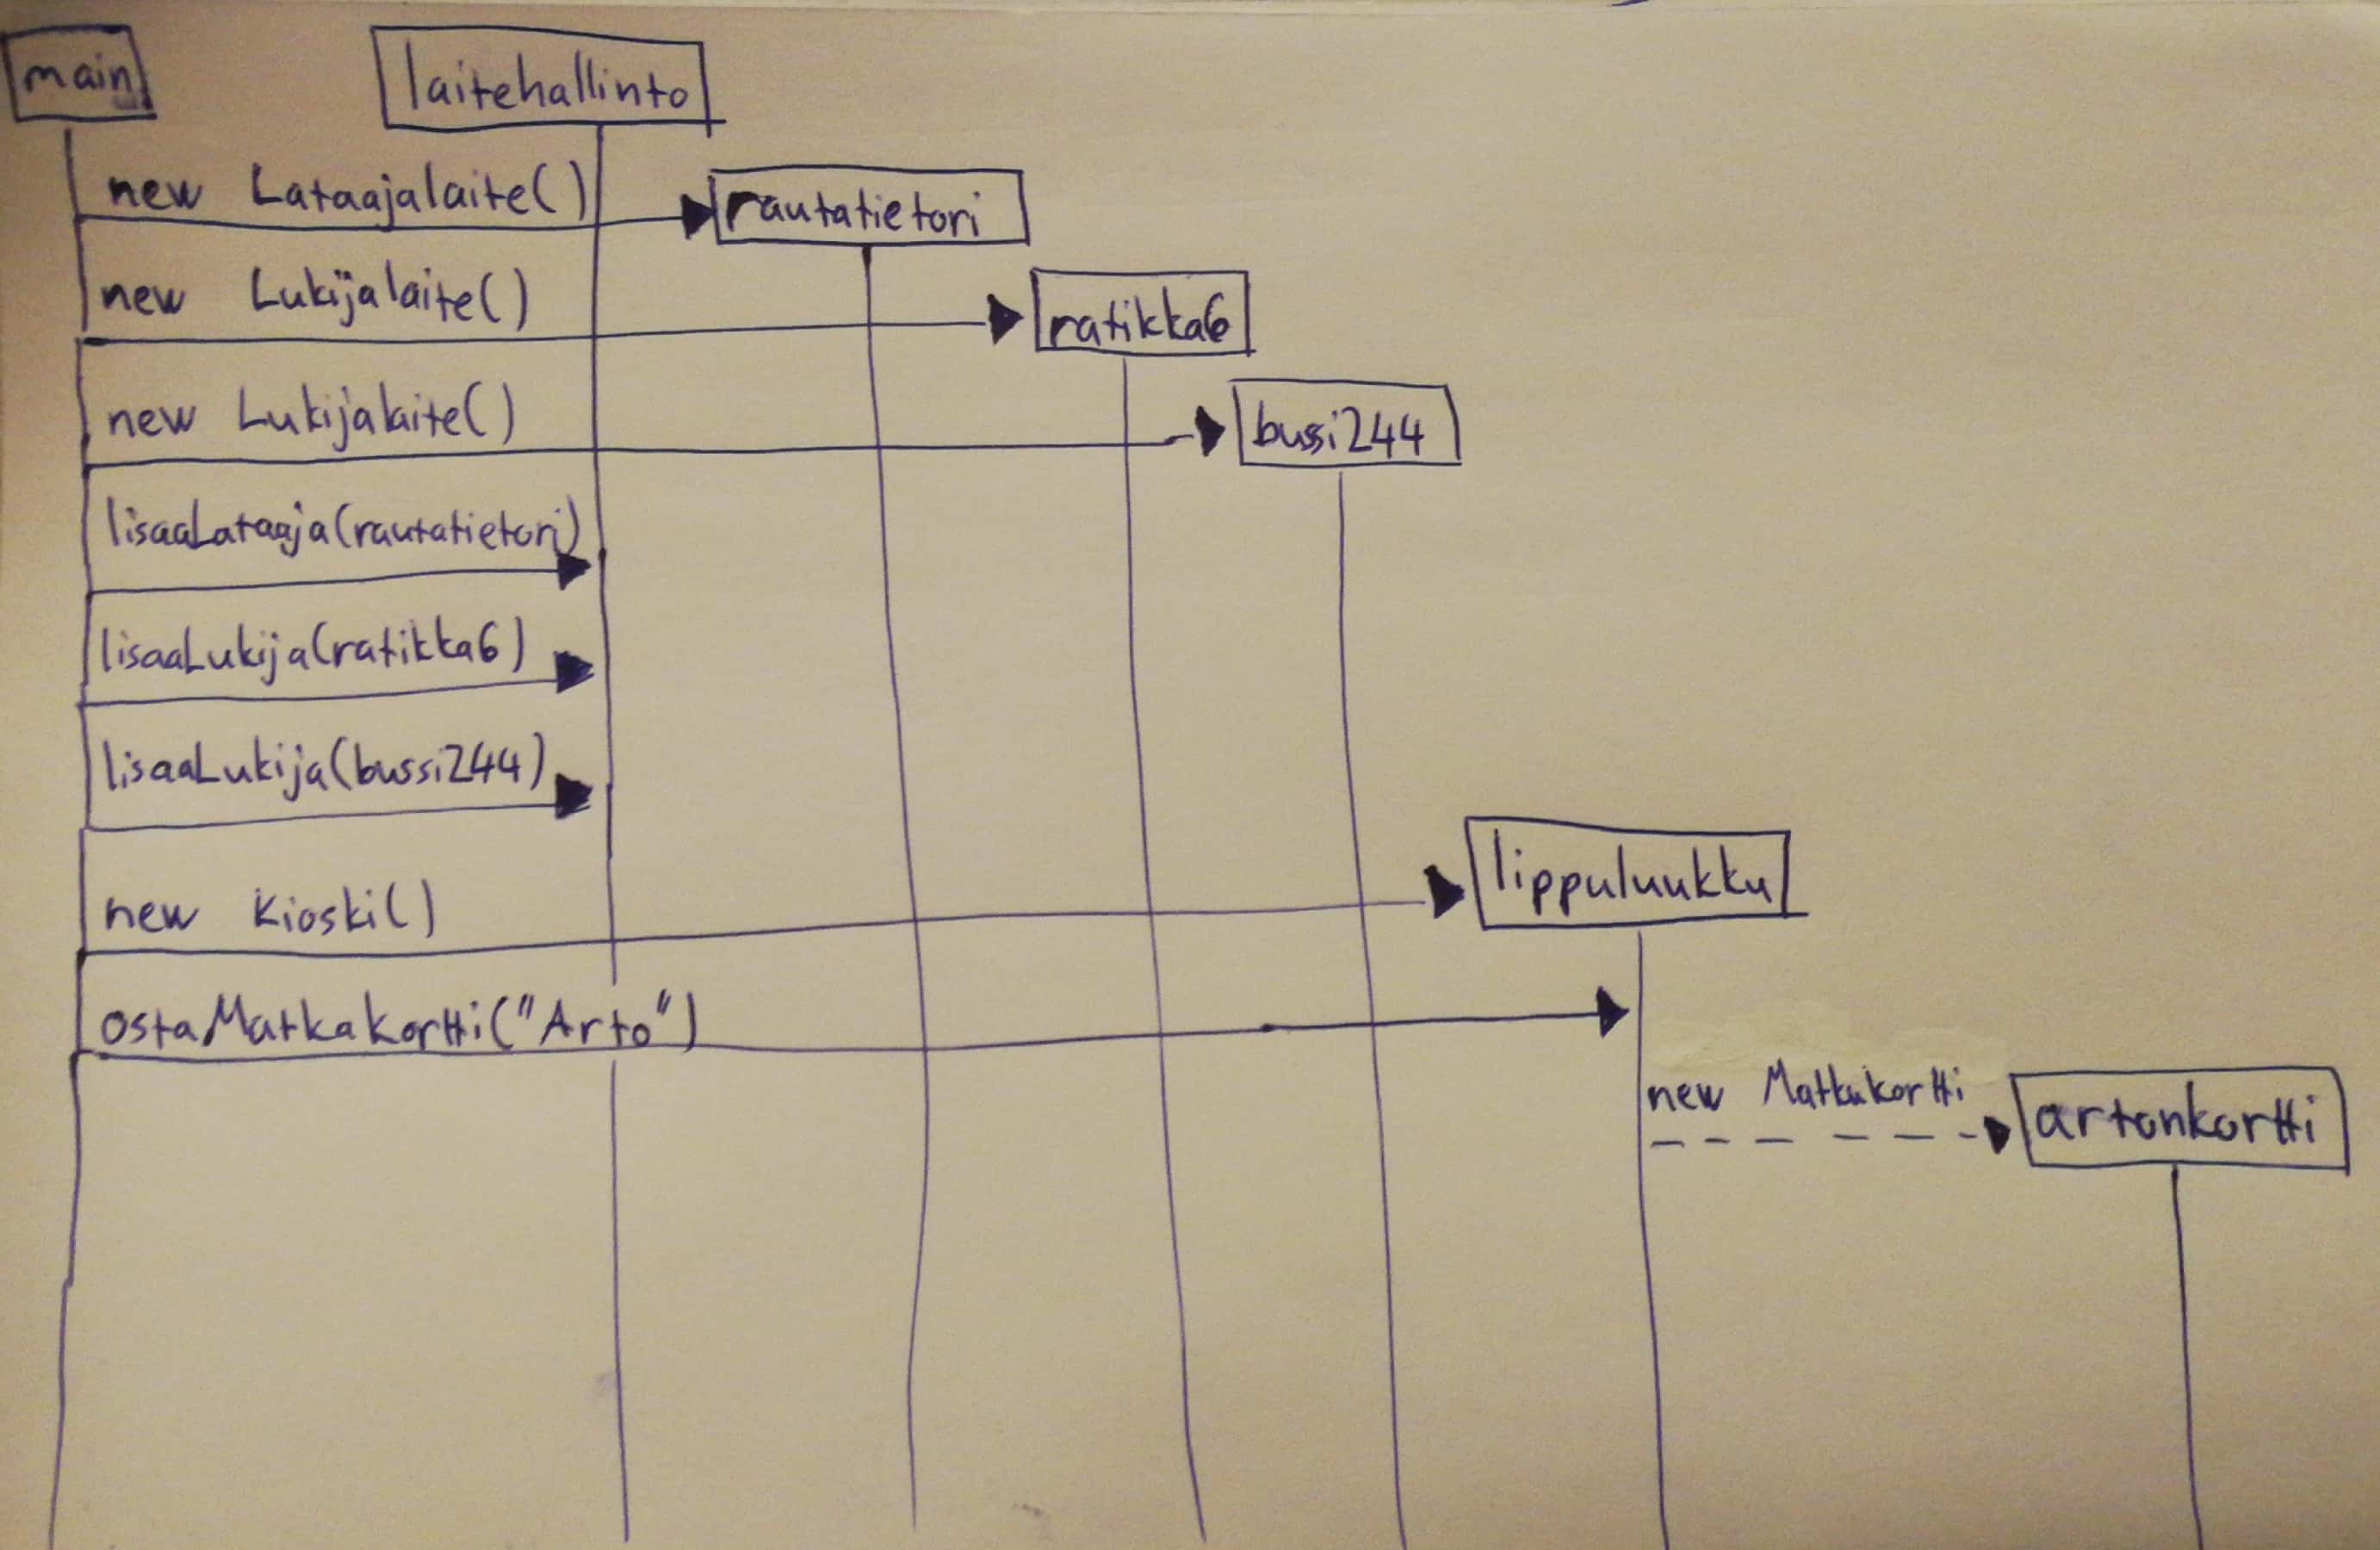 main
laitehallinto
new Lataajalaite()
rautatietori
new Lukijalaite()
ratikka6
new Lukijalaite()
bussi244
lisaaLataaja(rautatietori)
lisaaLukija(ratikka6)
lisaaLukija(bussi244)
new Kioski()
lippuluukku
ostaMatkakortti("Arto")
new Matkakortti
artonkortti